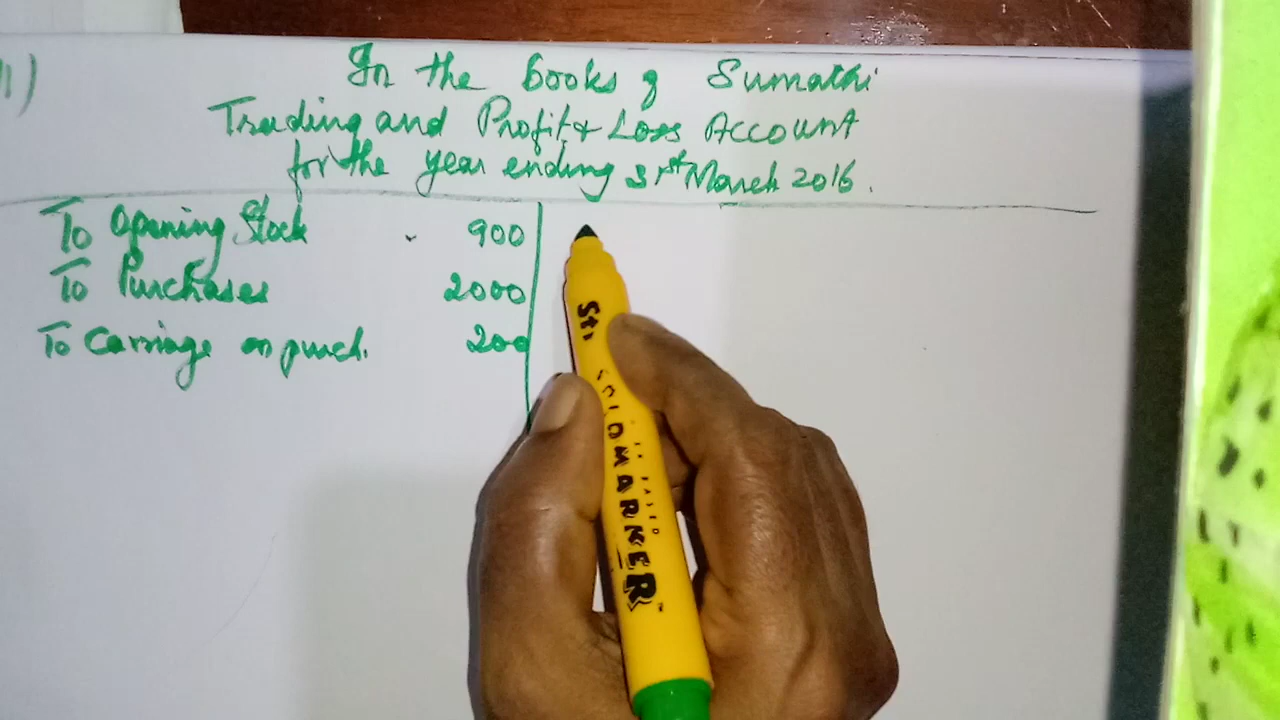 11)
In the books of Sumathi
Trading and Profit & Loss Account
for the year ending 31st March 2016.
To Opening Stock 900
To Purchases 2000
To Carriage on purch. 200
MARKER